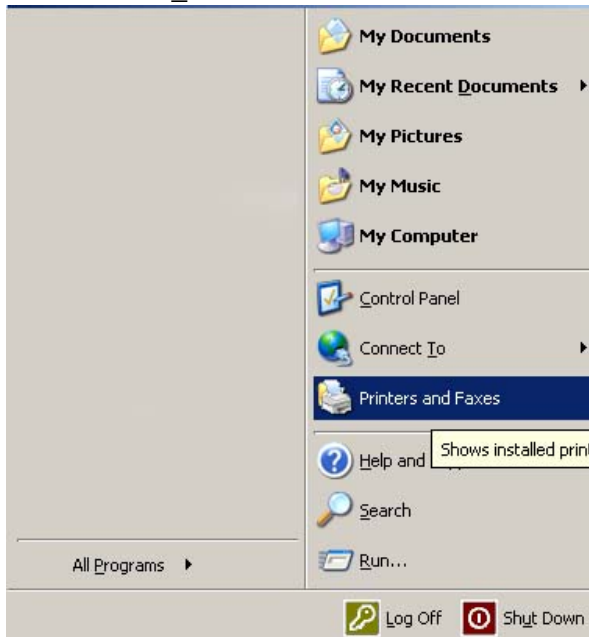 My Documents
My Recent Documents
My Pictures
My Music
My Computer
Control Panel
Connect To
Printers and Faxes
Shows installed print
Help and
Search
All Programs
Run...
Log Off
Shut Down